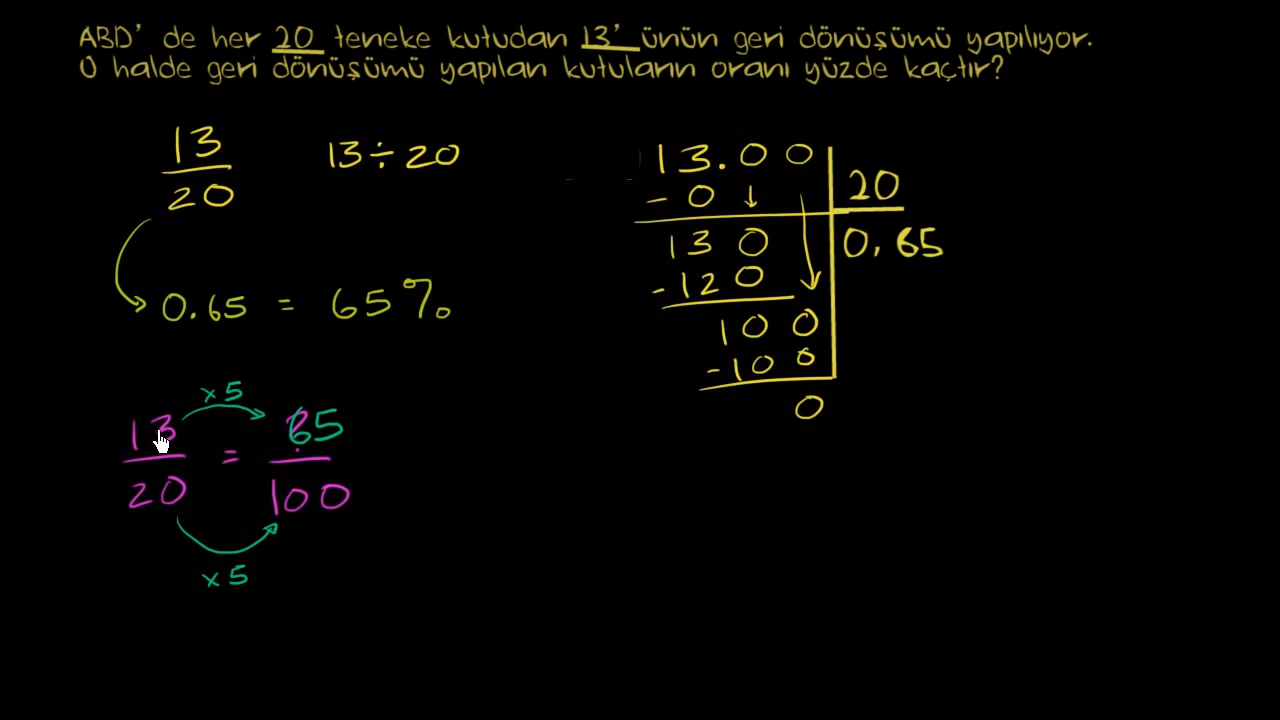 ABD' de her 20 teneke kutudan 13' ünün geri dönüşümü yapılıyor.
O halde geri dönüşümü yapılan kutuların oranı yüzde kaçtır?
13
20
13 ÷ 20
0.65 = 65%
13.00
20
- 0
130
0.65
-120
100
-100
0
x5
13
20
=
65
100
x5